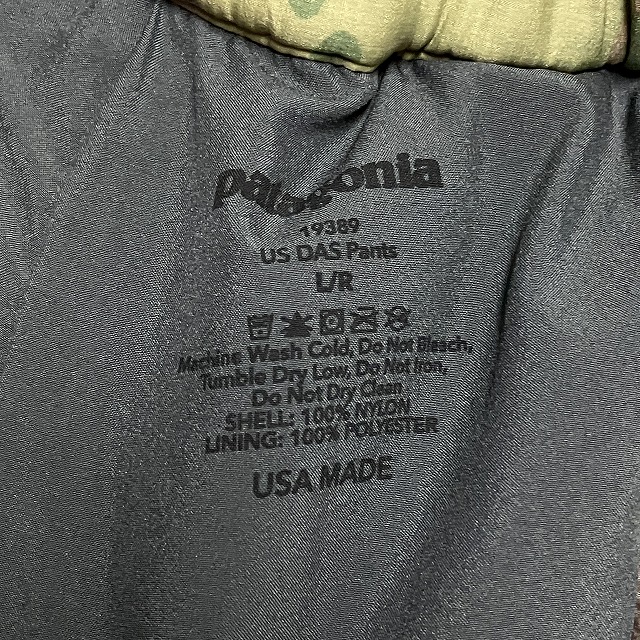 patagonia
19389
US DAS Pants
L/R
Machine Wash Cold, Do Not Bleach,
Tumble Dry Low, Do Not Iron,
Do Not Dry Clean
SHELL: 100% NYLON
LINING: 100% POLYESTER
USA MADE